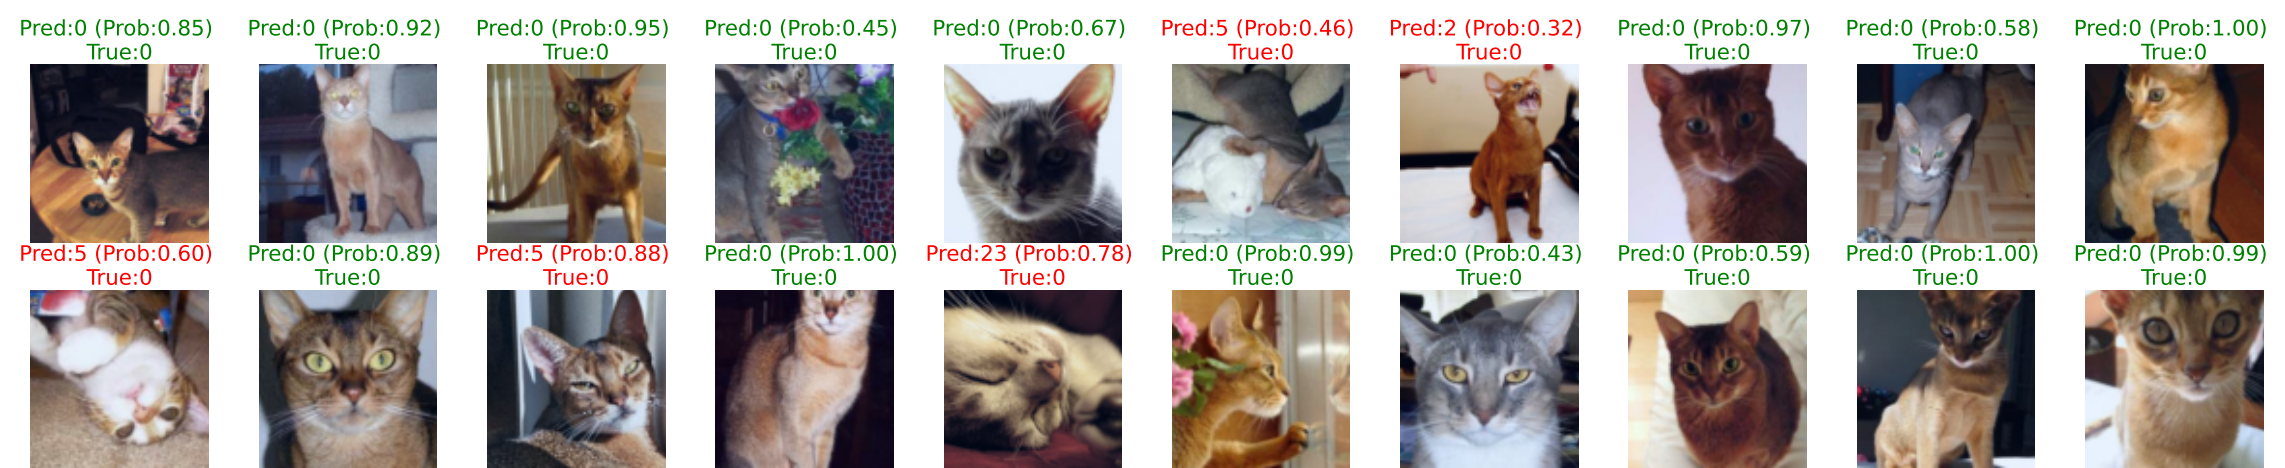 Pred:0 (Prob:0.85)
True:0
Pred:0 (Prob:0.92)
True:0
Pred:0 (Prob:0.95)
True:0
Pred:0 (Prob:0.45)
True:0
Pred:0 (Prob:0.67)
True:0
Pred:5 (Prob:0.46)
True:0
Pred:2 (Prob:0.32)
True:0
Pred:0 (Prob:0.97)
True:0
Pred:0 (Prob:0.58)
True:0
Pred:0 (Prob:1.00)
True:0
Pred:5 (Prob:0.60)
True:0
Pred:0 (Prob:0.89)
True:0
Pred:5 (Prob:0.88)
True:0
Pred:0 (Prob:1.00)
True:0
Pred:23 (Prob:0.78)
True:0
Pred:0 (Prob:0.99)
True:0
Pred:0 (Prob:0.43)
True:0
Pred:0 (Prob:0.59)
True:0
Pred:0 (Prob:1.00)
True:0
Pred:0 (Prob:0.99)
True:0